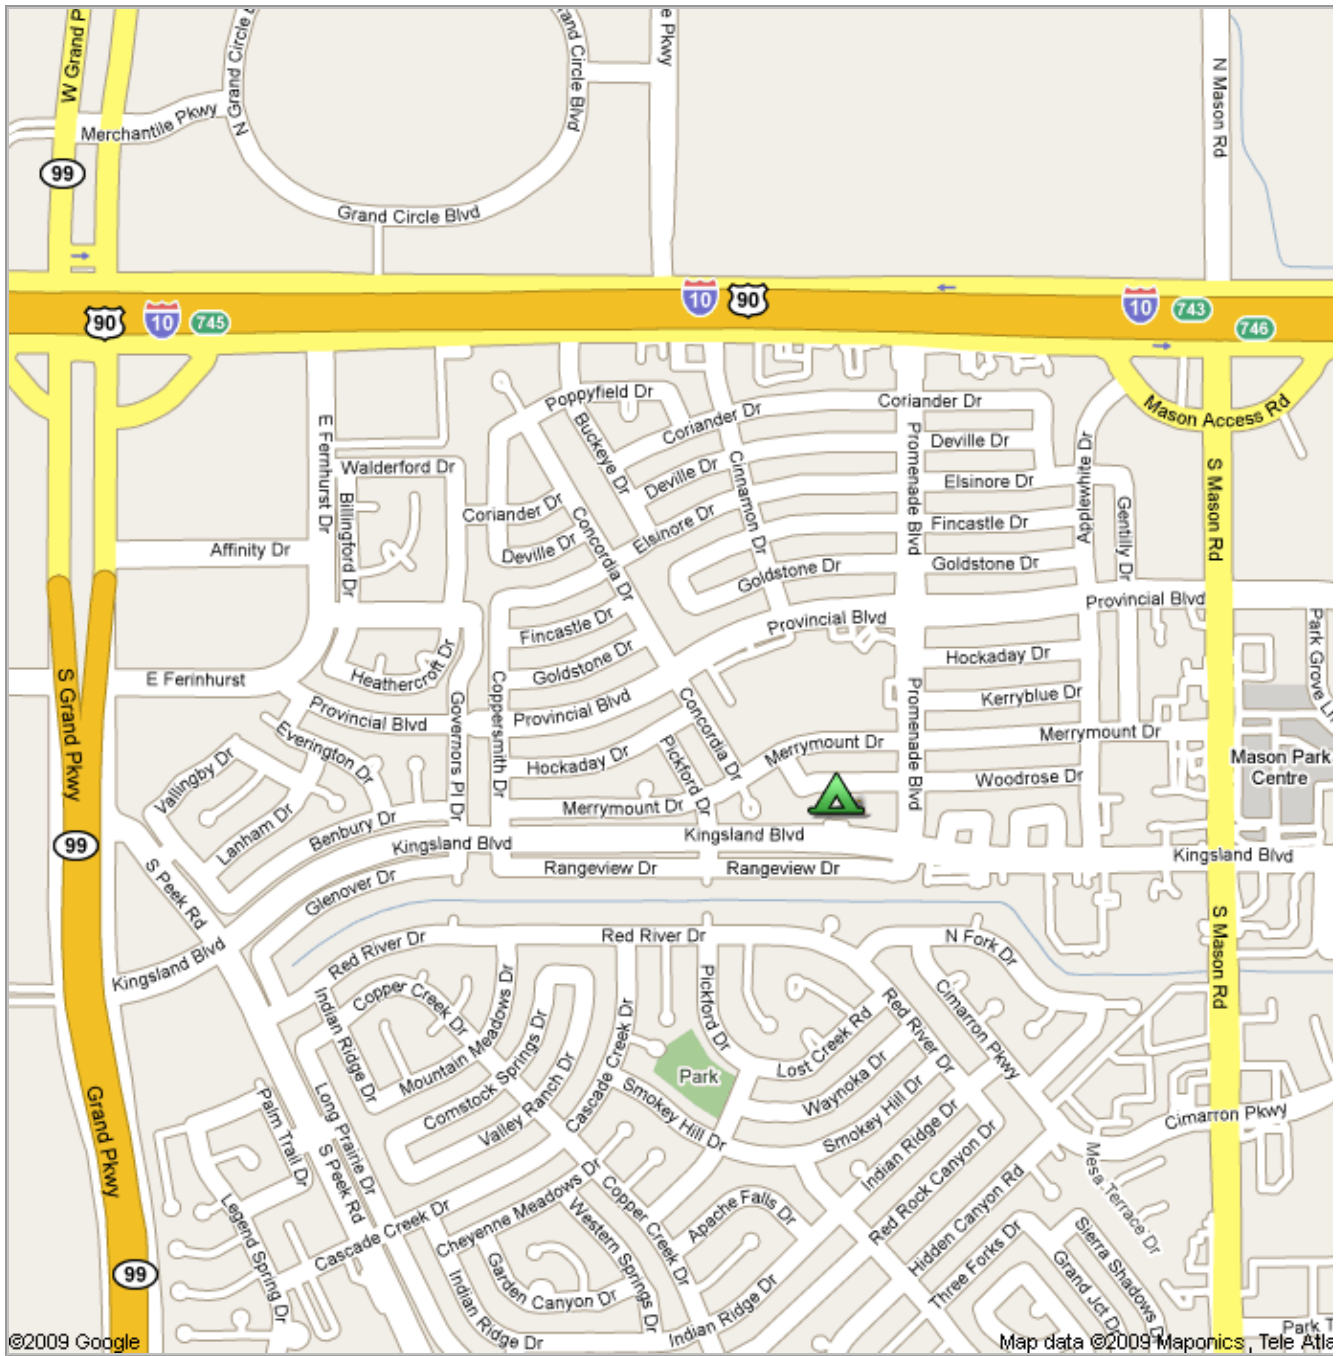 W Grand P
N Grand Circle B
rand Circle Blvd
e Pkwy
N Mason Rd
Merchantile Pkwy
99
Grand Circle Blvd
90
10
745
10
90
10
743
746
Poppyfield Dr
Coriander Dr
Coriander Dr
Mason Access Rd
E Fernhurst Dr
Buckeye Dr
Promenade Blvd
Deville Dr
Walderford Dr
Deville Dr
Cinnamon Dr
Elsinore Dr
Applewhite Dr
S Mason Rd
Billingford Dr
Coriander Dr
Concordia Dr
Elsinore Dr
Fincastle Dr
Gentilly Dr
Affinity Dr
Deville Dr
Goldstone Dr
Goldstone Dr
Provincial Blvd
Fincastle Dr
Provincial Blvd
Park Grove Ln
Heathercroft Dr
Goldstone Dr
Hockaday Dr
E Ferinhurst
S Grand Pkwy
Governors Pl Dr
Coppersmith Dr
Provincial Blvd
Provincial Blvd
Concordia Dr
Promenade Blvd
Kerryblue Dr
Everington Dr
Hockaday Dr
Pickford Dr
Merrymount Dr
Merrymount Dr
Mason Park
Centre
Vallingby Dr
Woodrose Dr
Lanham Dr
Benbury Dr
Merrymount Dr
99
Kingsland Blvd
Kingsland Blvd
Kingsland Blvd
S Peek Rd
Glenover Dr
Rangeview Dr
Rangeview Dr
Kingsland Blvd
Red River Dr
Red River Dr
N Fork Dr
S Mason Rd
Indian Ridge Dr
Copper Creek Dr
Mountain Meadows Dr
Comstock Springs Dr
Valley Ranch Dr
Cascade Creek Dr
Pickford Dr
Park
Lost Creek Rd
Red River Dr
Cimarron Pkwy
Waynoka Dr
Smokey Hill Dr
Smokey Hill Dr
Cimarron Pkwy
Grand Pkwy
Palm Trail Dr
Long Prairie Dr
S Peek Rd
Indian Ridge Dr
Red Rock Canyon Dr
Mesa Terrace Dr
Legend Spring Dr
Cascade Creek Dr
Cheyenne Meadows Dr
Copper Creek Dr
Western Springs Dr
Apache Falls Dr
Hidden Canyon Rd
Three Forks Dr
Sierra Shadows Dr
Grand Jct Dr
99
Garden Canyon Dr
Indian Ridge Dr
Indian Ridge Dr
Park T
©2009 Google
Map data ©2009 Maponics, Tele Atla